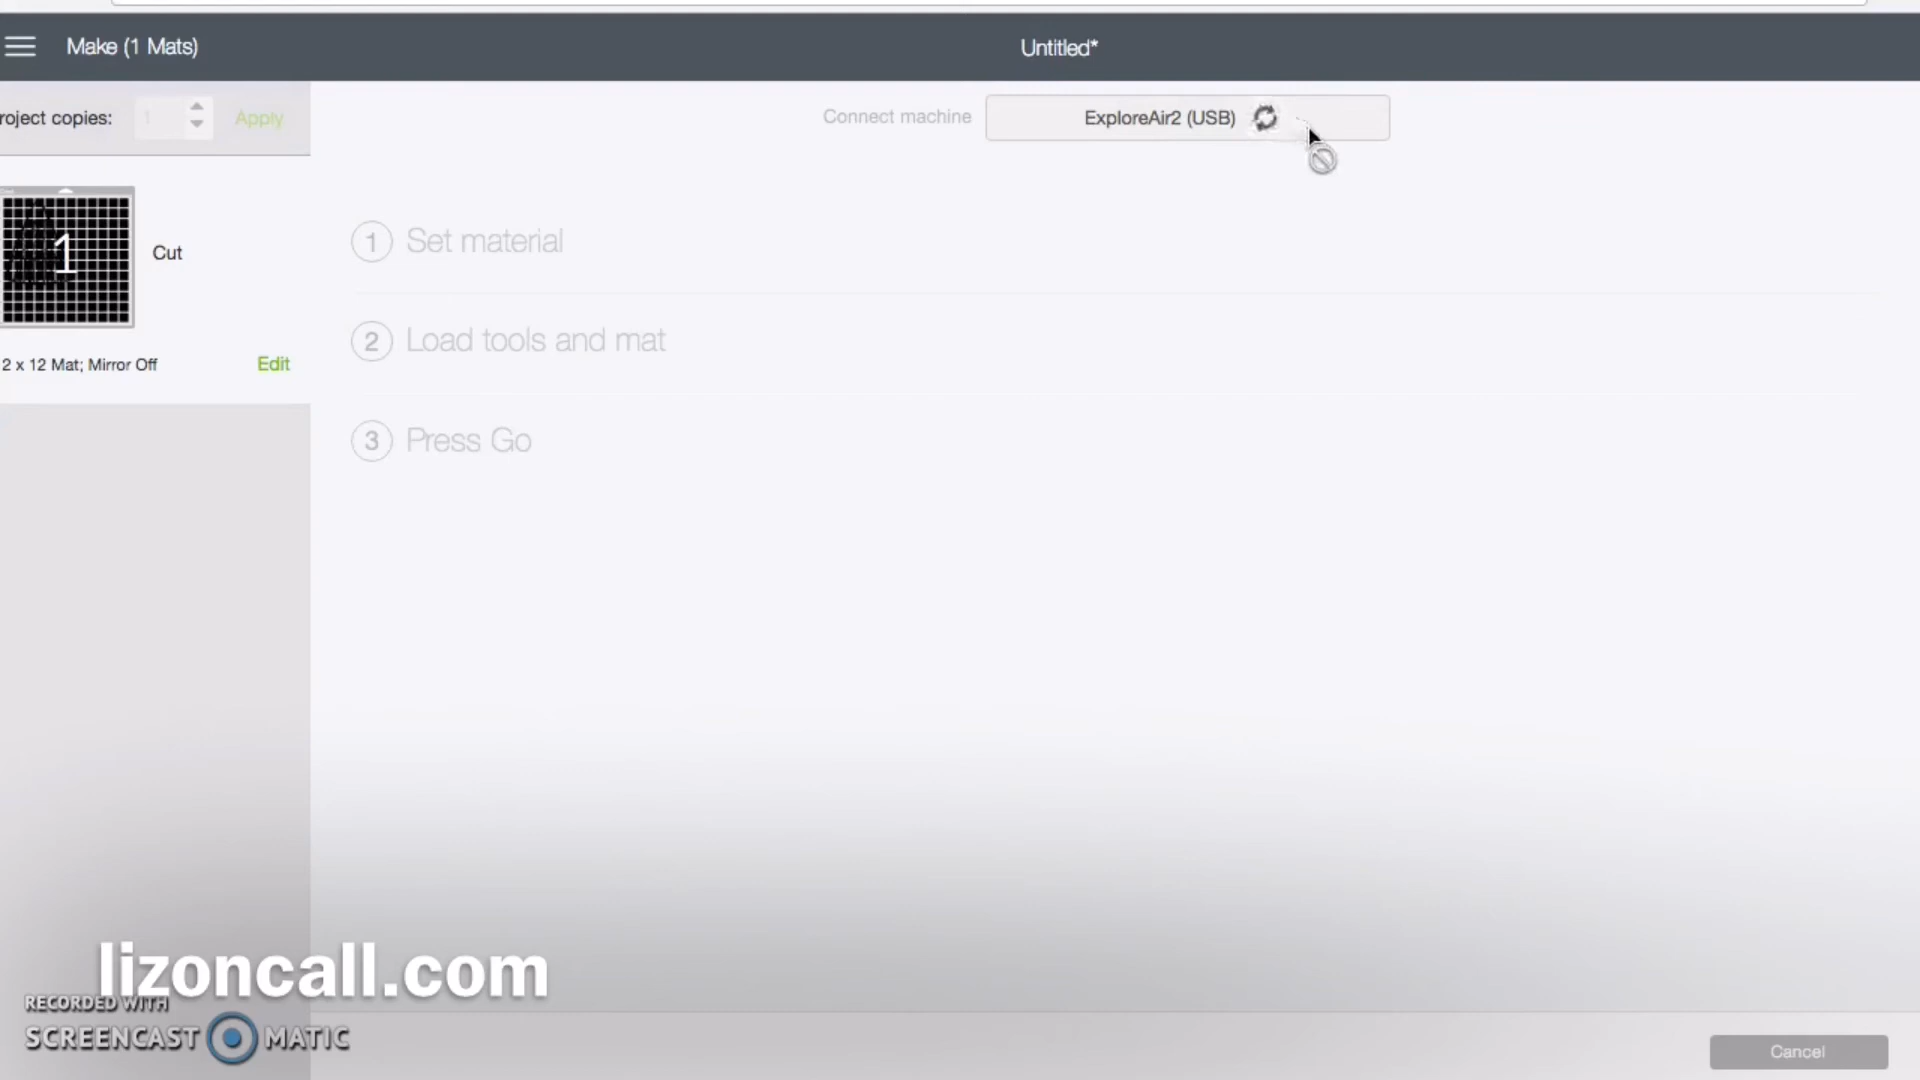 Make (1 Mats)
Untitled*
roject copies:
1
Apply
Connect machine
ExploreAir2 (USB)
1
Cut
2 x 12 Mat; Mirror Off
Edit
1 Set material
2 Load tools and mat
3 Press Go
lizoncall.com
RECORDED WITH
SCREENCAST MATIC
Cancel